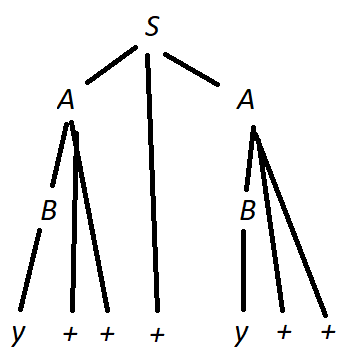 S
A A
B B
y + + + y + +